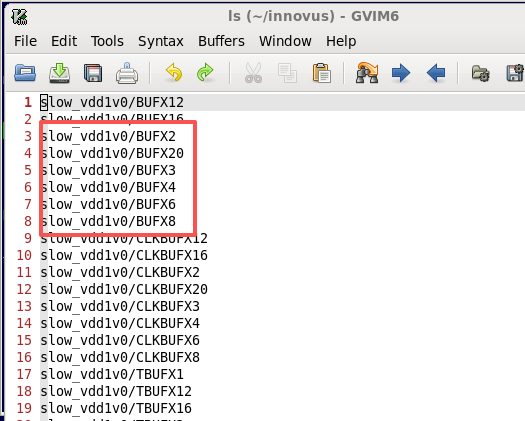 ls (~/innovus) - GVIM6
File Edit Tools Syntax Buffers Window Help
1 slow_vdd1v0/BUFX12
2 slow_vdd1v0/BUFX16
3 slow_vdd1v0/BUFX2
4 slow_vdd1v0/BUFX20
5 slow_vdd1v0/BUFX3
6 slow_vdd1v0/BUFX4
7 slow_vdd1v0/BUFX6
8 slow_vdd1v0/BUFX8
9 slow_vdd1v0/CLKBUFX12
10 slow_vdd1v0/CLKBUFX16
11 slow_vdd1v0/CLKBUFX2
12 slow_vdd1v0/CLKBUFX20
13 slow_vdd1v0/CLKBUFX3
14 slow_vdd1v0/CLKBUFX4
15 slow_vdd1v0/CLKBUFX6
16 slow_vdd1v0/CLKBUFX8
17 slow_vdd1v0/TBUFX1
18 slow_vdd1v0/TBUFX12
19 slow_vdd1v0/TBUFX16